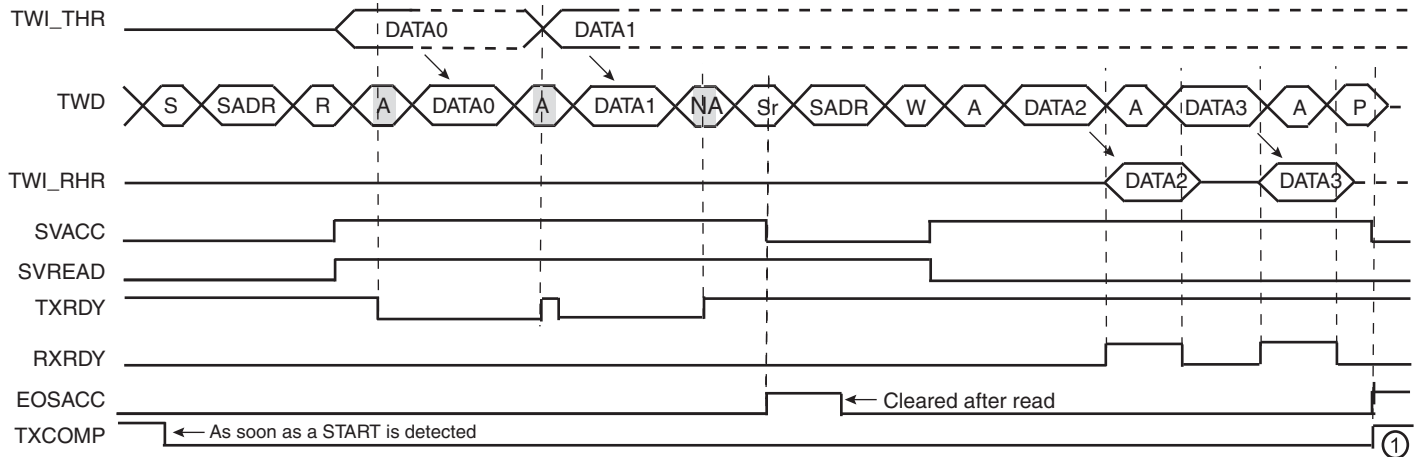 TWI_THR DATA0 DATA1
TWD S SADR R A DATA0 A DATA1 NA Sr SADR W A DATA2 A DATA3 A P
TWI_RHR DATA2 DATA3
SVACC
SVREAD
TXRDY
RXRDY
EOSACC Cleared after read
TXCOMP As soon as a START is detected 1